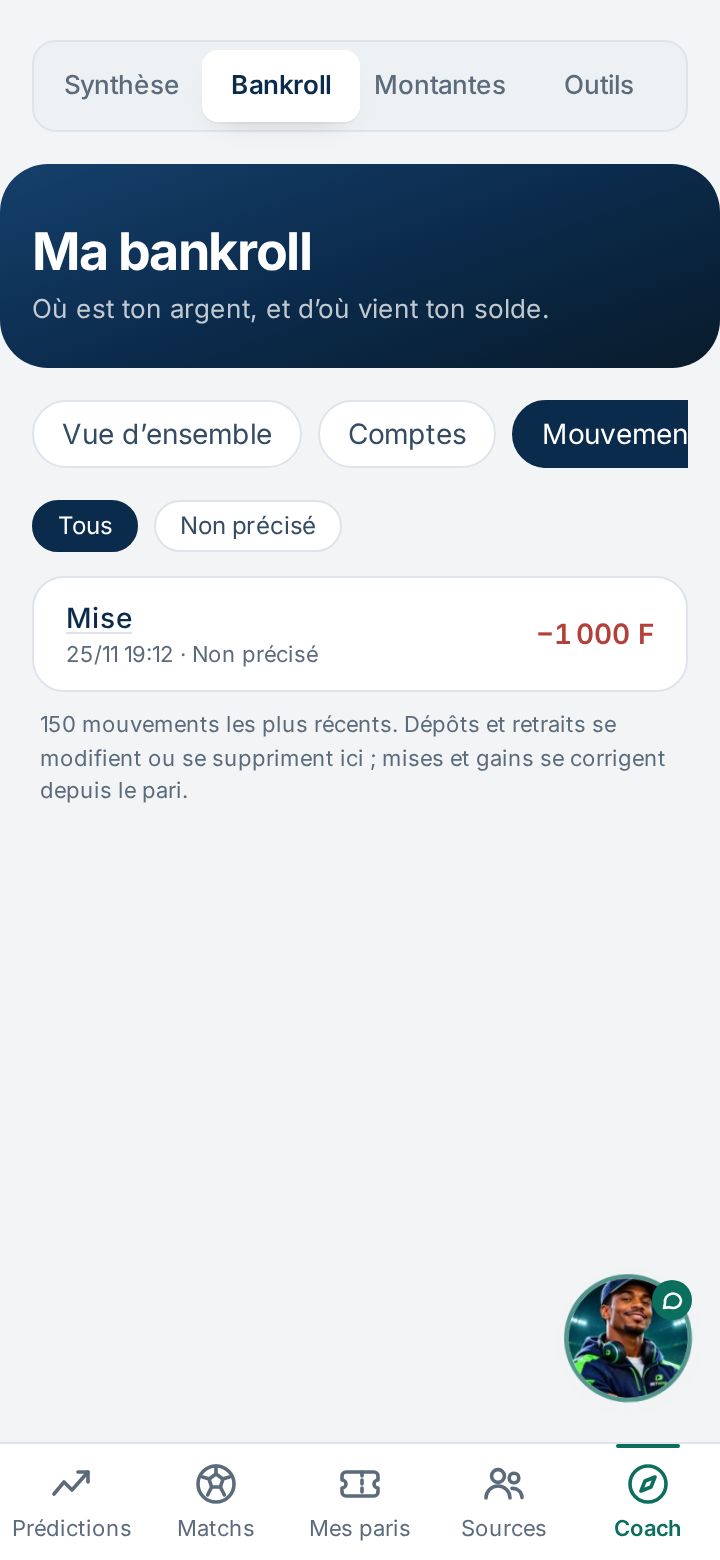 Synthèse Bankroll Montantes Outils
Ma bankroll
Où est ton argent, et d’où vient ton solde.
Vue d’ensemble Comptes Mouvemen
Tous Non précisé
Mise
−1 000 F
25/11 19:12 · Non précisé
150 mouvements les plus récents. Dépôts et retraits se
modifient ou se suppriment ici ; mises et gains se corrigent
depuis le pari.
Prédictions Matchs Mes paris Sources Coach